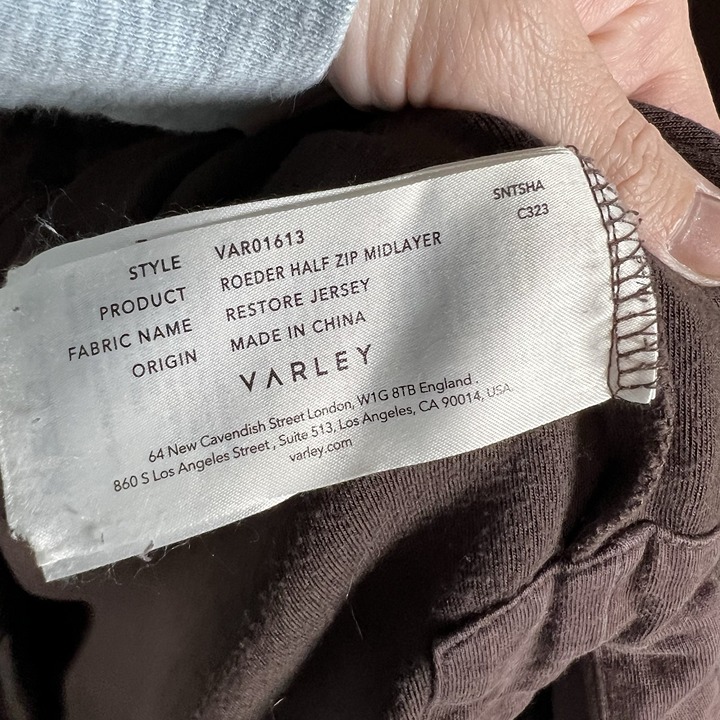 SNTSHA
C323
STYLE VAR01613
PRODUCT ROEDER HALF ZIP MIDLAYER
FABRIC NAME RESTORE JERSEY
ORIGIN MADE IN CHINA
VARLEY
64 New Cavendish Street London, W1G 8TB England.
860 S Los Angeles Street, Suite 513, Los Angeles, CA 90014, USA.
varley.com